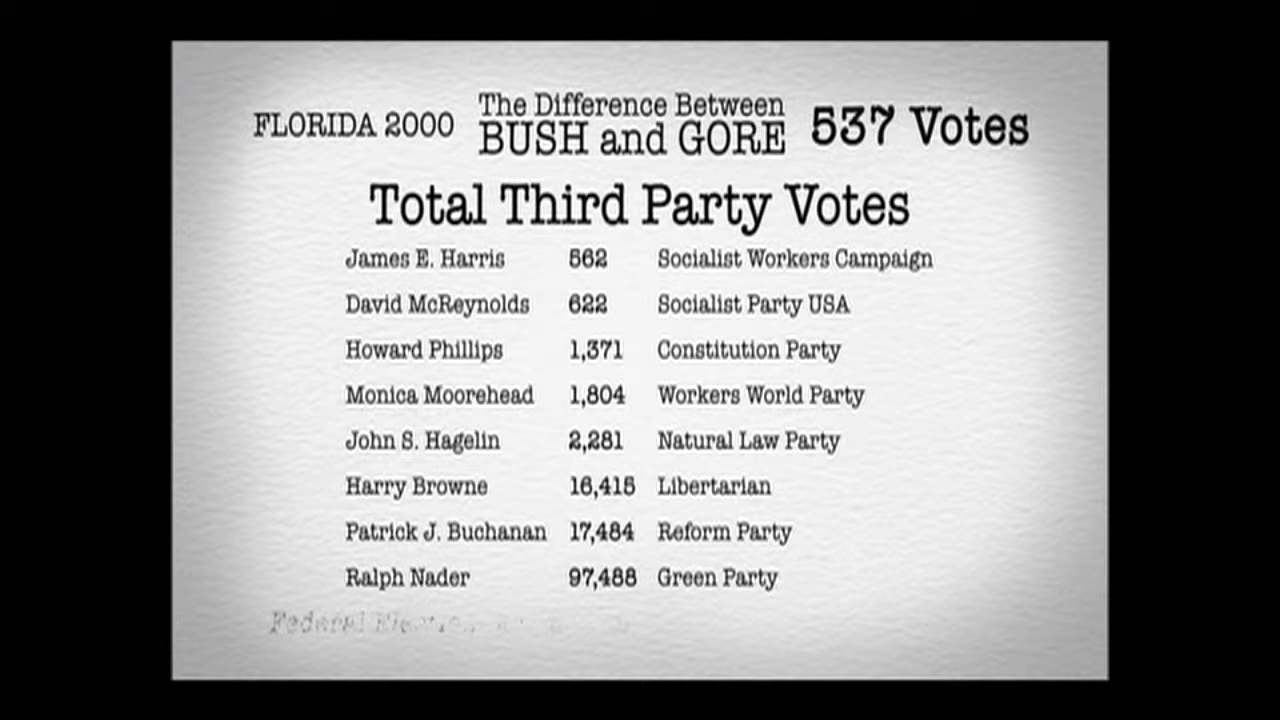 FLORIDA 2000 The Difference Between BUSH and GORE 537 Votes
Total Third Party Votes
James E. Harris 562 Socialist Workers Campaign
David McReynolds 622 Socialist Party USA
Howard Phillips 1,371 Constitution Party
Monica Moorehead 1,804 Workers World Party
John S. Hagelin 2,281 Natural Law Party
Harry Browne 16,415 Libertarian
Patrick J. Buchanan 17,484 Reform Party
Ralph Nader 97,488 Green Party
Federal